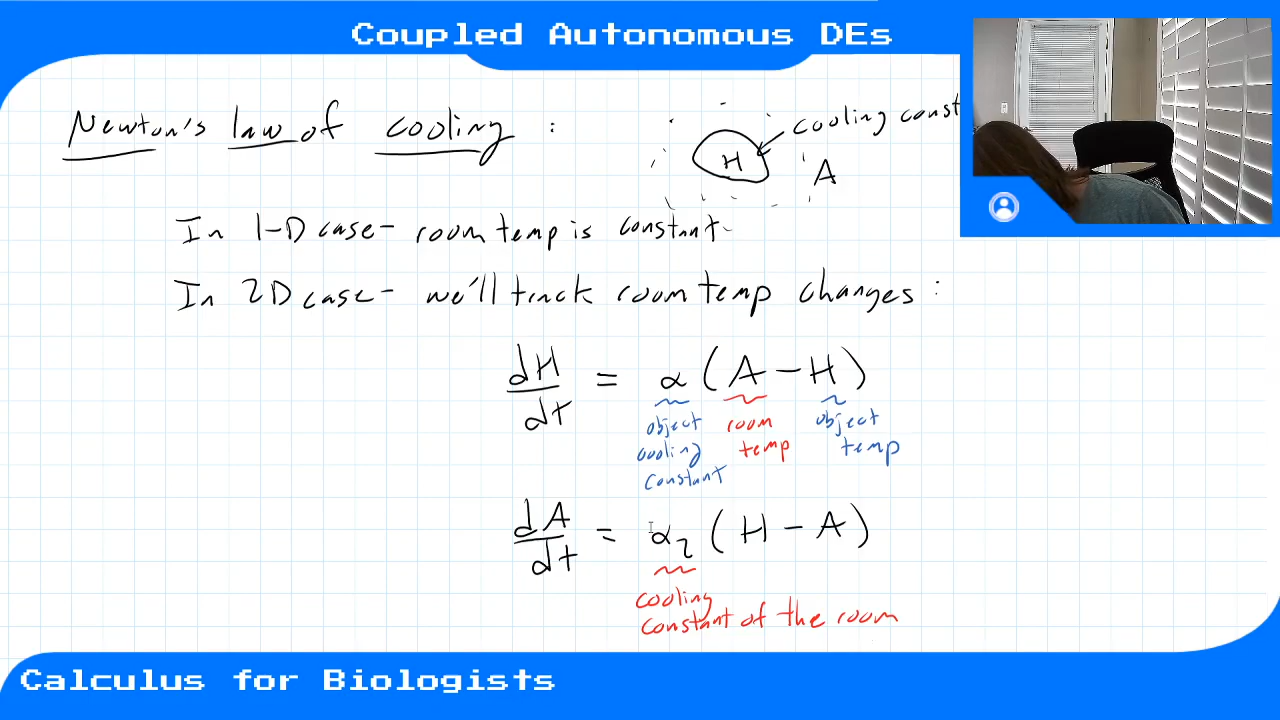 Coupled Autonomous DEs
Newton's law of cooling :
cooling const
H
A
In 1-D case - room temp is constant.
In 2D case - we'll track room temp changes :
dH/dt = α (A - H)
object cooling constant
room temp
object temp
dA/dt = α₂ (H - A)
cooling
constant of the room
Calculus for Biologists